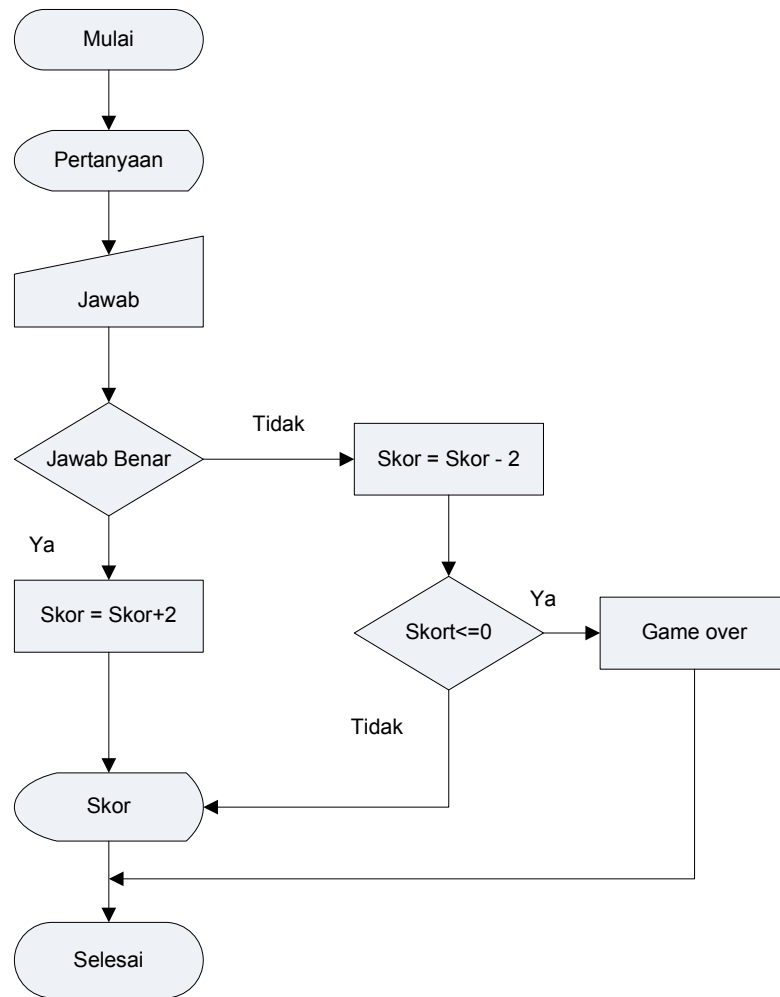 Mulai
Pertanyaan
Jawab
Jawab Benar
Tidak
Skor = Skor - 2
Ya
Skor = Skor+2
Skort<=0
Ya
Game over
Tidak
Skor
Selesai